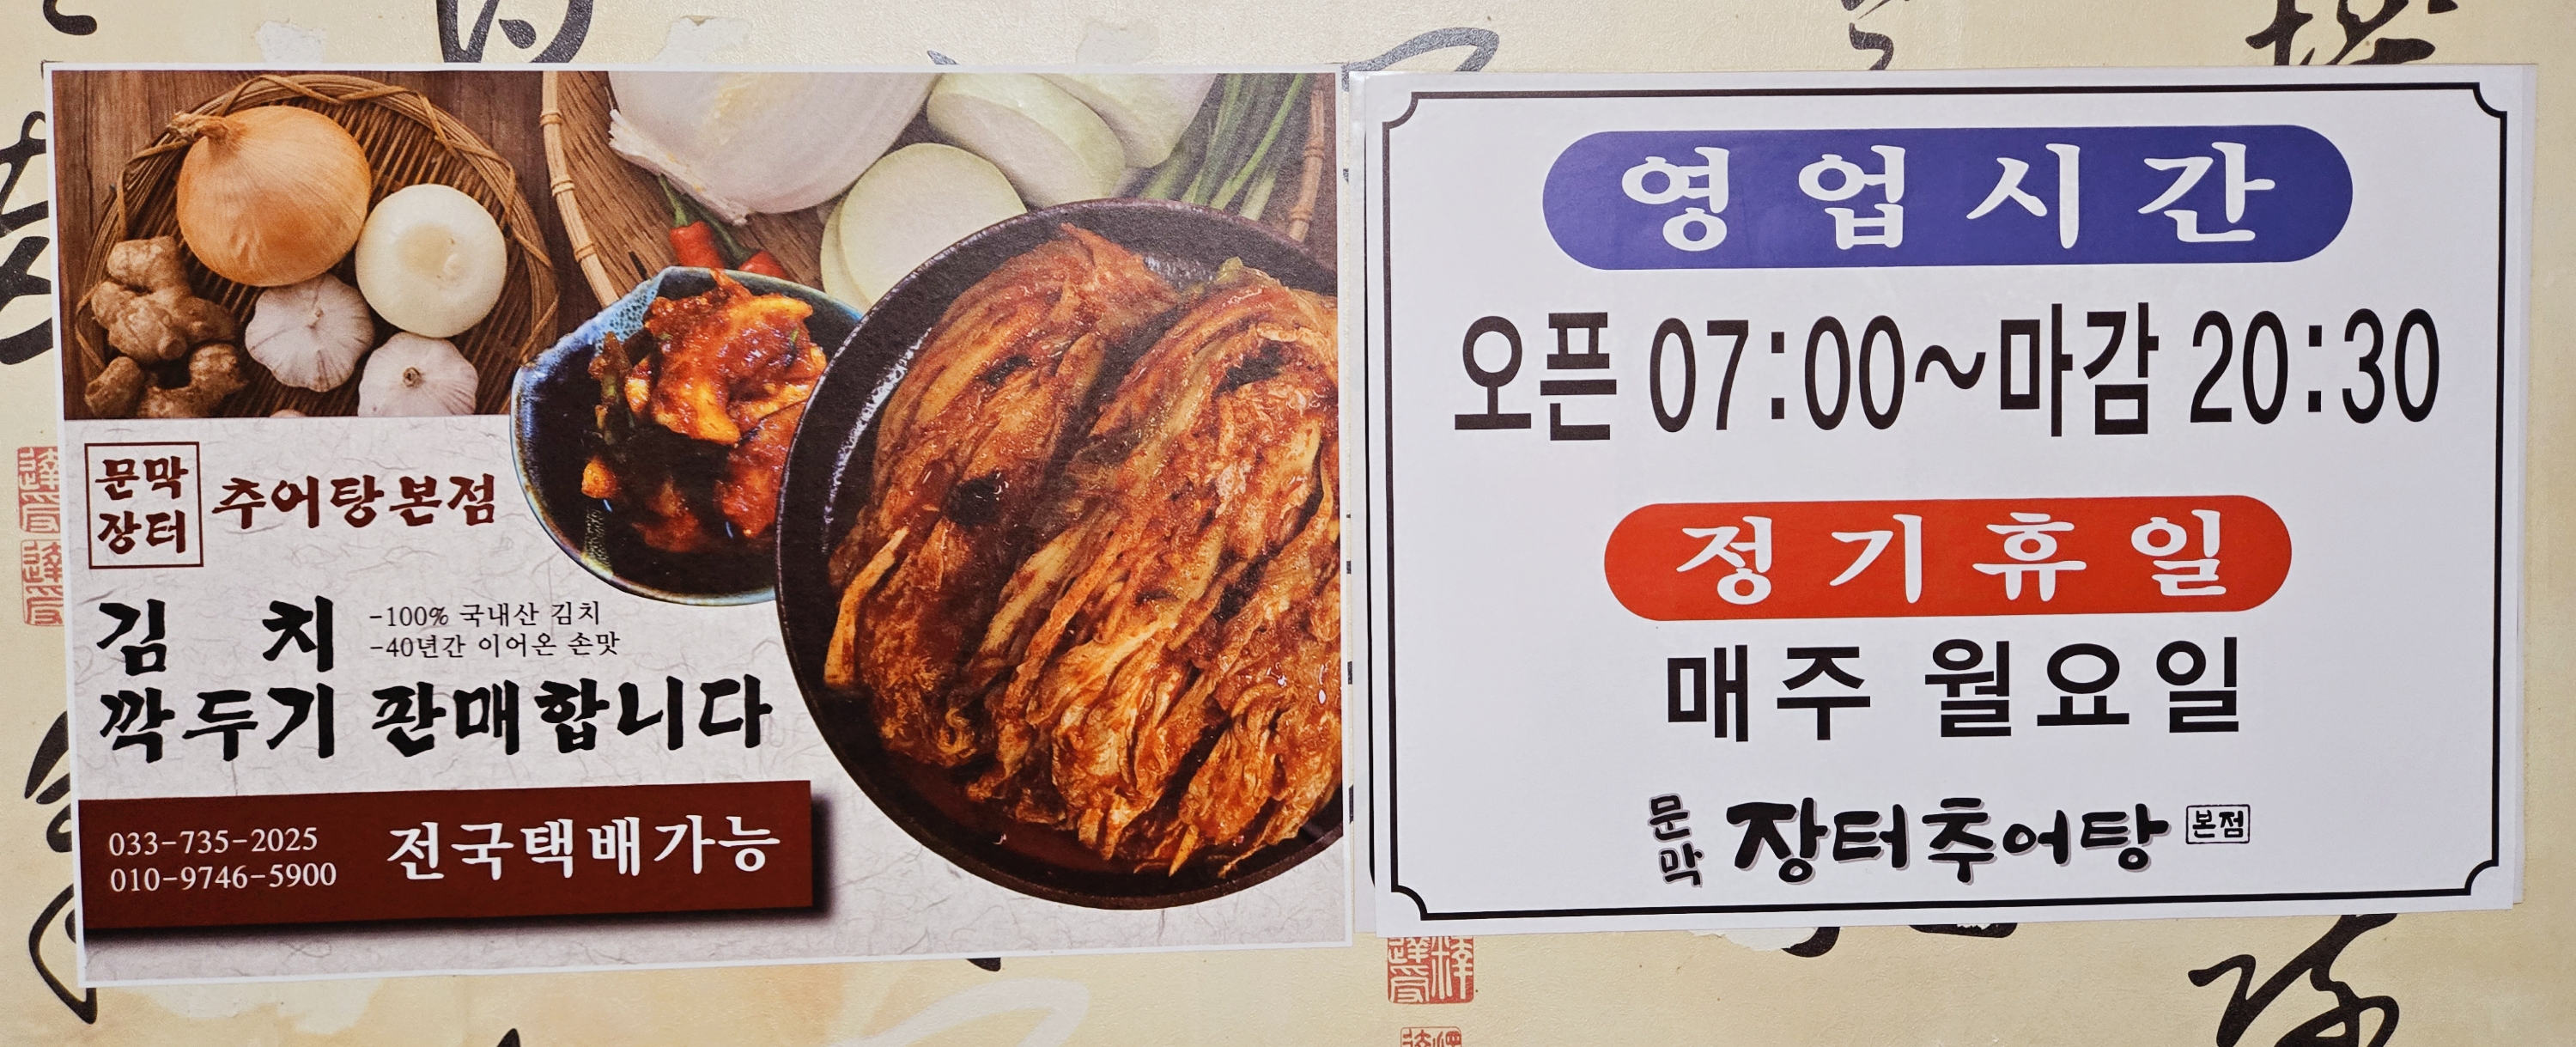 문막
장터
추어탕본점
김 치
-100% 국내산 김치
-40년간 이어온 손맛
깍두기 판매합니다
033-735-2025
010-9746-5900
전국택배가능
영업시간
오픈 07:00~마감 20:30
정기휴일
매주 월요일
문막 장터추어탕 본점